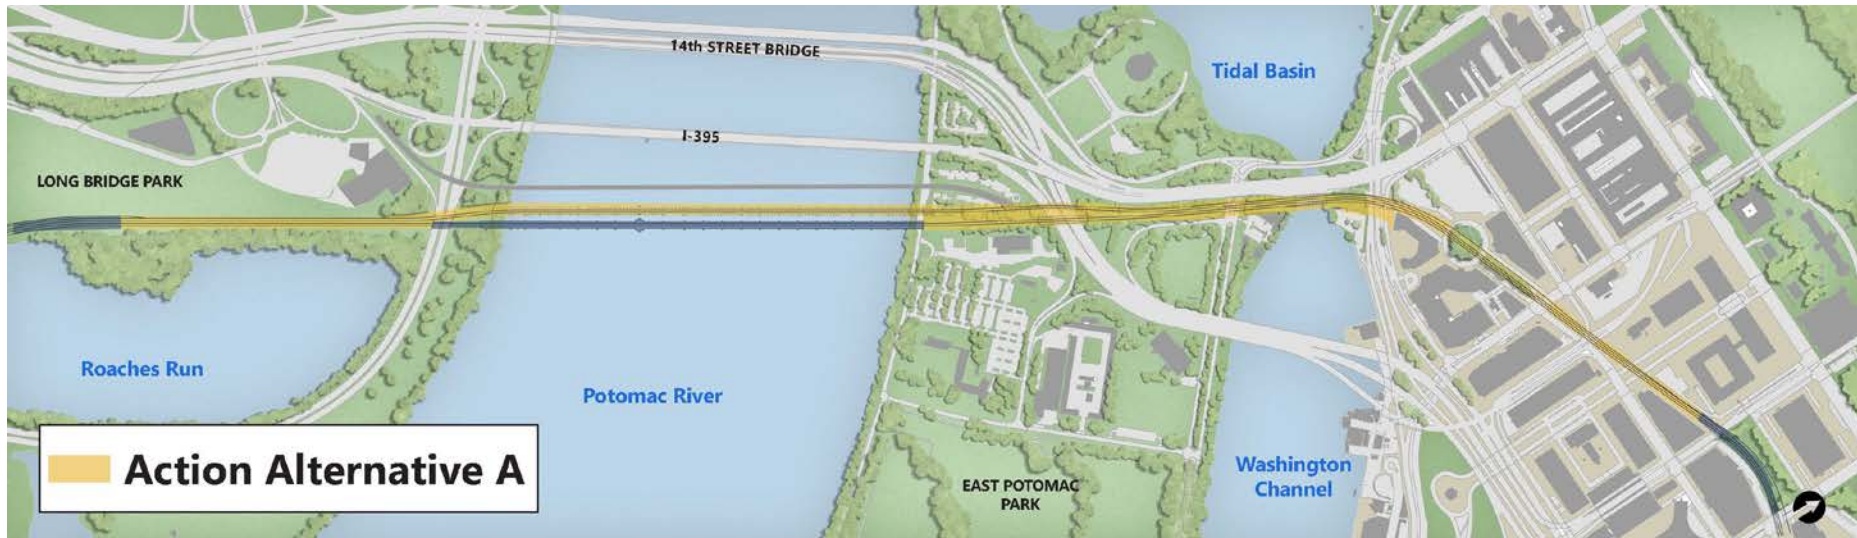 14th STREET BRIDGE
Tidal Basin
I-395
LONG BRIDGE PARK
Roaches Run
Potomac River
Action Alternative A
EAST POTOMAC
PARK
Washington
Channel